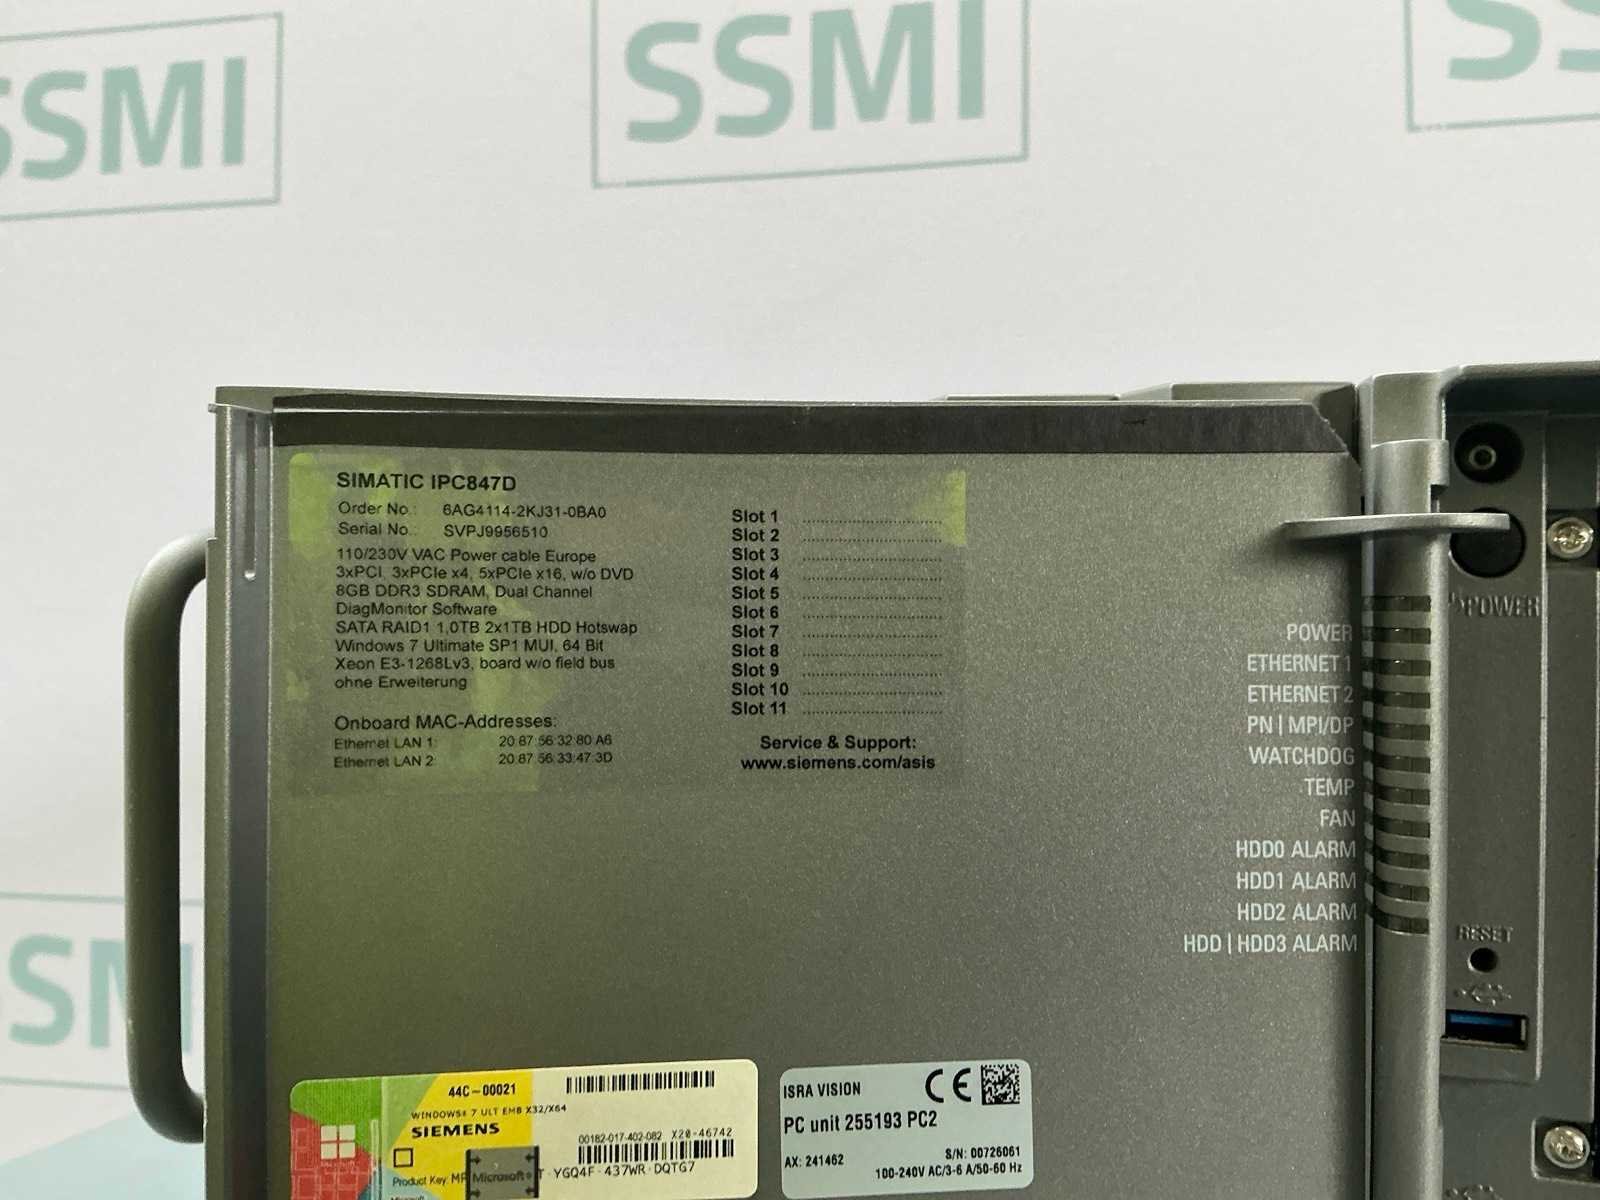 SSMI
SSMI
SIMATIC IPC847D
Order No.: 6AG4114-2KJ31-0BA0
Serial No.: SVPJ9956510
110/230V VAC Power cable Europe
3xPCI, 3xPCIe x4, 5xPCIe x16, w/o DVD
8GB DDR3 SDRAM, Dual Channel
DiagMonitor Software
SATA RAID1 1,0TB 2x1TB HDD Hotswap
Windows 7 Ultimate SP1 MUI, 64 Bit
Xeon E3-1268Lv3, board w/o field bus
ohne Erweiterung
Onboard MAC-Addresses:
Ethernet LAN 1: 20 87 56 32 80 A6
Ethernet LAN 2: 20 87 56 33 47 3D
Slot 1
Slot 2
Slot 3
Slot 4
Slot 5
Slot 6
Slot 7
Slot 8
Slot 9
Slot 10
Slot 11
Service & Support:
www.siemens.com/asis
POWER
ETHERNET 1
ETHERNET 2
PN | MPI/DP
WATCHDOG
TEMP
FAN
HDD0 ALARM
HDD1 ALARM
HDD2 ALARM
HDD | HDD3 ALARM
POWER
RESET
44C-00021
WINDOWS® 7 ULT EMB X32/X64
SIEMENS
00182-017-402-082 X20-46742
Product Key: MF
Microsoft
YGQ4F-437WR-DQTG7
Microsoft
ISRA VISION CE
PC unit 255193 PC2
AX: 241462 S/N: 00726061
100-240V AC/3-6 A/50-60 Hz